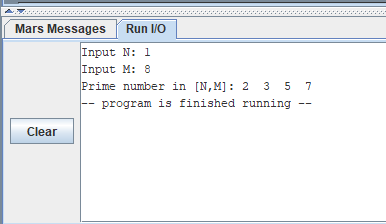 Mars Messages Run I/O
Input N: 1
Input M: 8
Prime number in [N,M]: 2  3  5  7
-- program is finished running --
Clear